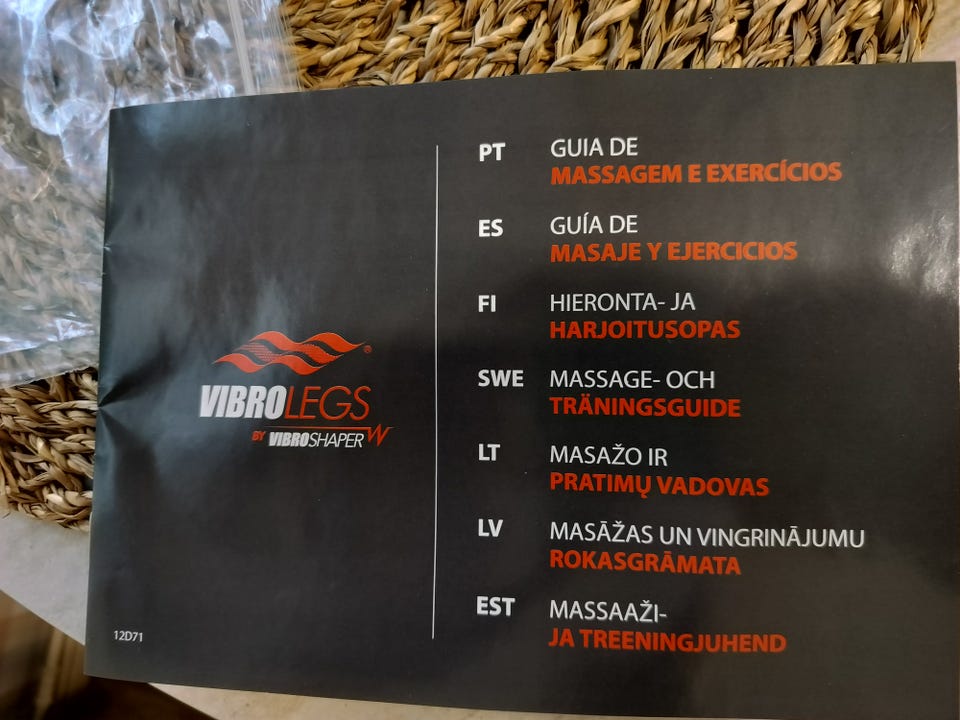 PT GUIA DE
MASSAGEM E EXERCÍCIOS
ES GUÍA DE
MASAJE Y EJERCICIOS
FI HIERONTA- JA
HARJOITUSOPAS
SWE MASSAGE- OCH
TRÄNINGSGUIDE
LT MASAŽO IR
PRATIMŲ VADOVAS
LV MASĀŽAS UN VINGRINĀJUMU
ROKASGRĀMATA
EST MASSAAŽI-
JA TREENINGJUHEND
®
VIBROLEGS
BY VIBROSHAPER
12D71